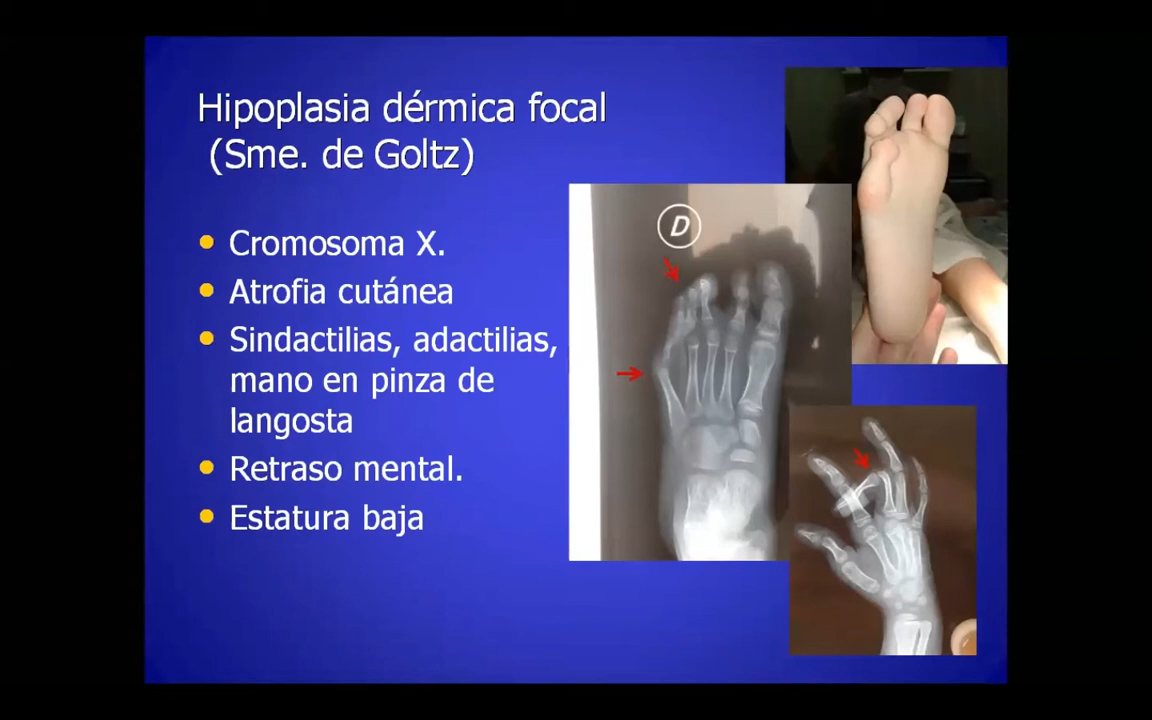 Hipoplasia dérmica focal
(Sme. de Goltz)
Cromosoma X.
Atrofia cutánea
Sindactilias, adactilias,
mano en pinza de
langosta
Retraso mental.
Estatura baja
D